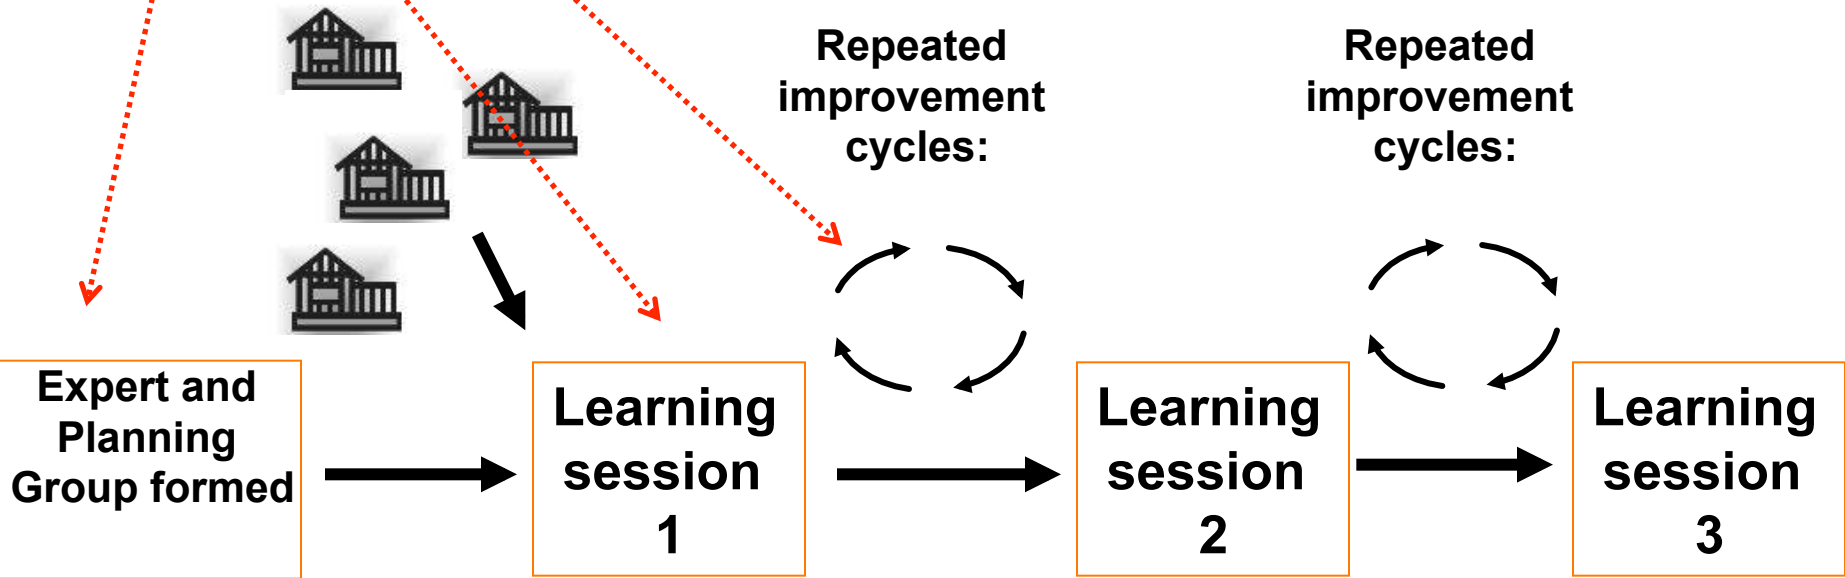 Repeated
improvement
cycles:
Repeated
improvement
cycles:
Expert and
Planning
Group formed
Learning
session
1
Learning
session
2
Learning
session
3